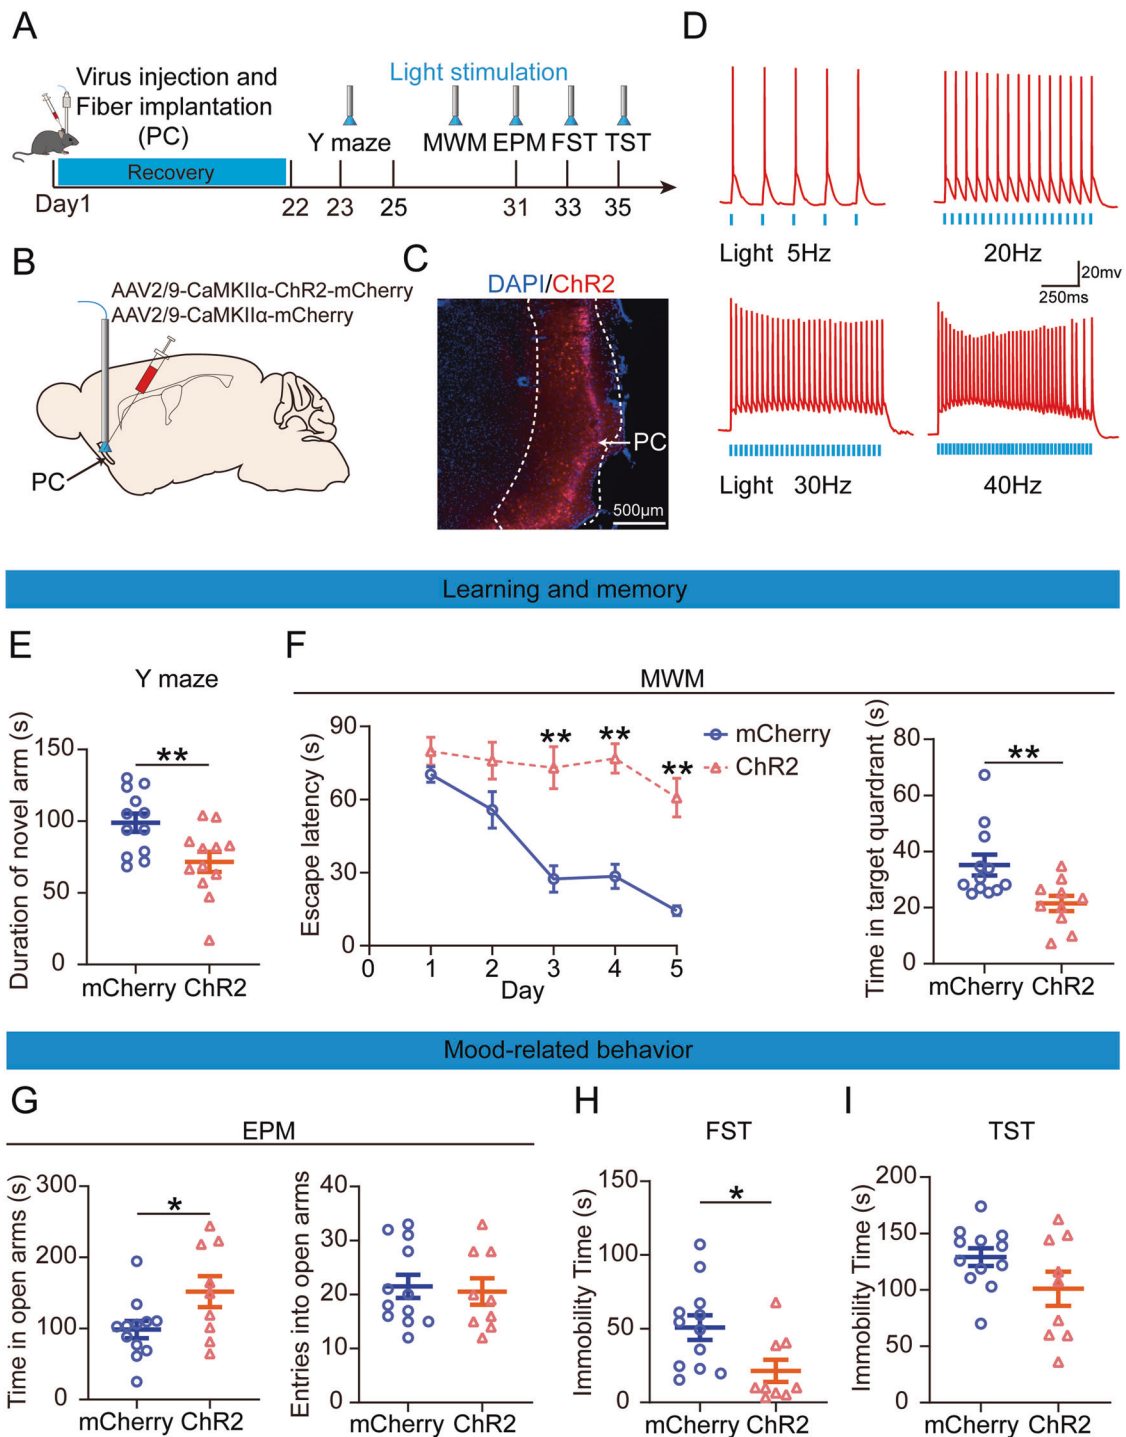 A
Virus injection and
Fiber implantation
(PC)
Light stimulation
Y maze
MWM EPM FST TST
Recovery
Day1
22 23 25 31 33 35
B
AAV2/9-CaMKIIα-ChR2-mCherry
AAV2/9-CaMKIIα-mCherry
PC
C
DAPI/ChR2
PC
500μm
D
Light 5Hz
20Hz
20mv
250ms
Light 30Hz
40Hz
Learning and memory
E
Y maze
Duration of novel arm (s)
150
100
50
0
**
mCherry ChR2
F
MWM
Escape latency (s)
90
60
30
0
** ** **
mCherry
ChR2
0 1 2 3 4 5
Day
Time in target quardrant (s)
80
60
40
20
0
**
mCherry ChR2
Mood-related behavior
G
EPM
Time in open arms (s)
300
200
100
0
*
mCherry ChR2
Entries into open arms
40
30
20
10
0
mCherry ChR2
H
FST
Immobility Time (s)
150
100
50
0
*
mCherry ChR2
I
TST
Immobility Time (s)
200
150
100
50
0
mCherry ChR2